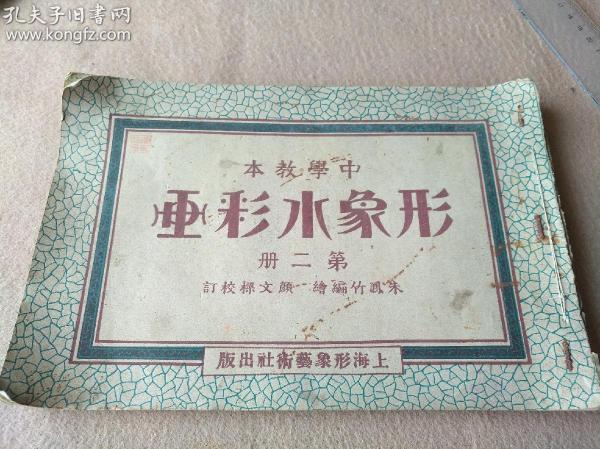 孔夫子旧书网
www.kongfz.com
中學教本
形象水彩畫
第二册
朱鳳竹編繪 顏文樑校訂
上海形象藝術社出版